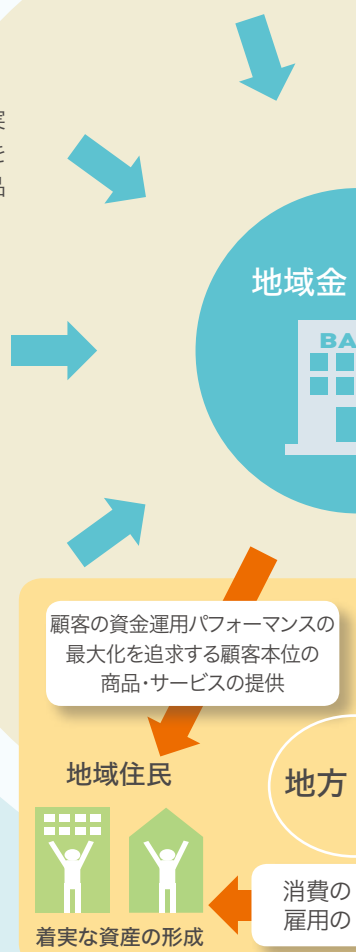 地域金
BA
顧客の資金運用パフォーマンスの
最大化を追求する顧客本位の
商品・サービスの提供
地域住民
地方
消費の
雇用の
着実な資産の形成